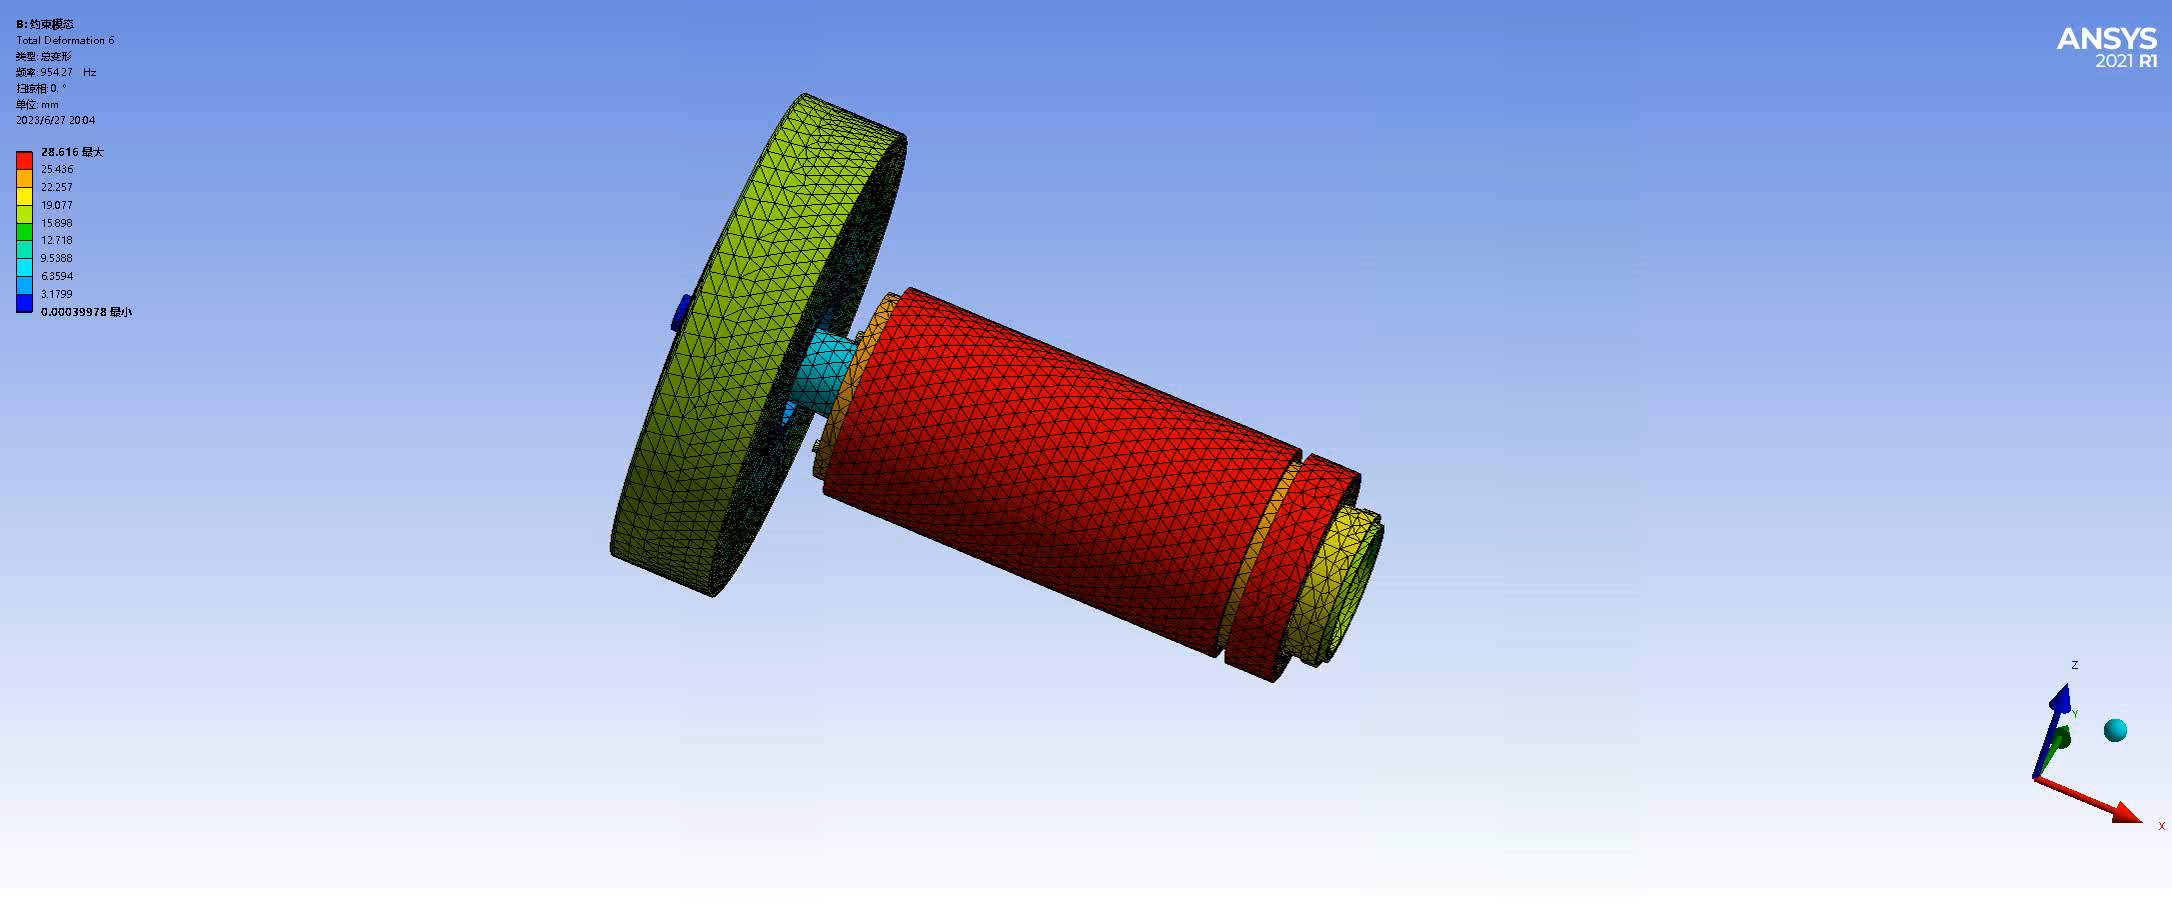 B: 约束模态
Total Deformation 6
类型: 总变形
频率: 954.27 Hz
扫掠相: 0. °
单位: mm
2023/6/27 20:04
28.616 最大
25.436
22.257
19.077
15.898
12.718
9.5388
6.3594
3.1799
0.00039978 最小
ANSYS
2021 R1
Z
Y
X